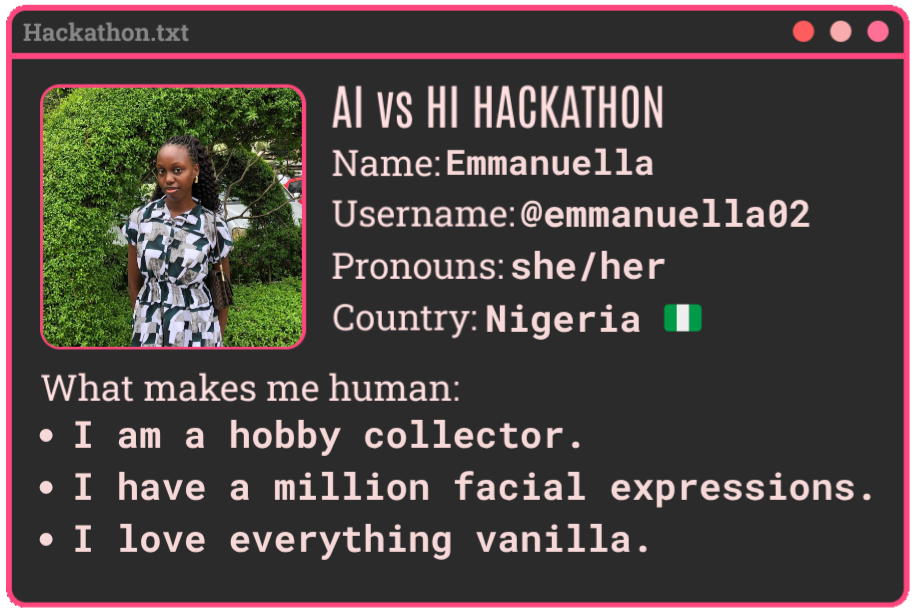 Hackathon.txt
AI vs HI HACKATHON
Name: Emmanuella
Username: @emmanuella02
Pronouns: she/her
Country: Nigeria
What makes me human:
• I am a hobby collector.
• I have a million facial expressions.
• I love everything vanilla.